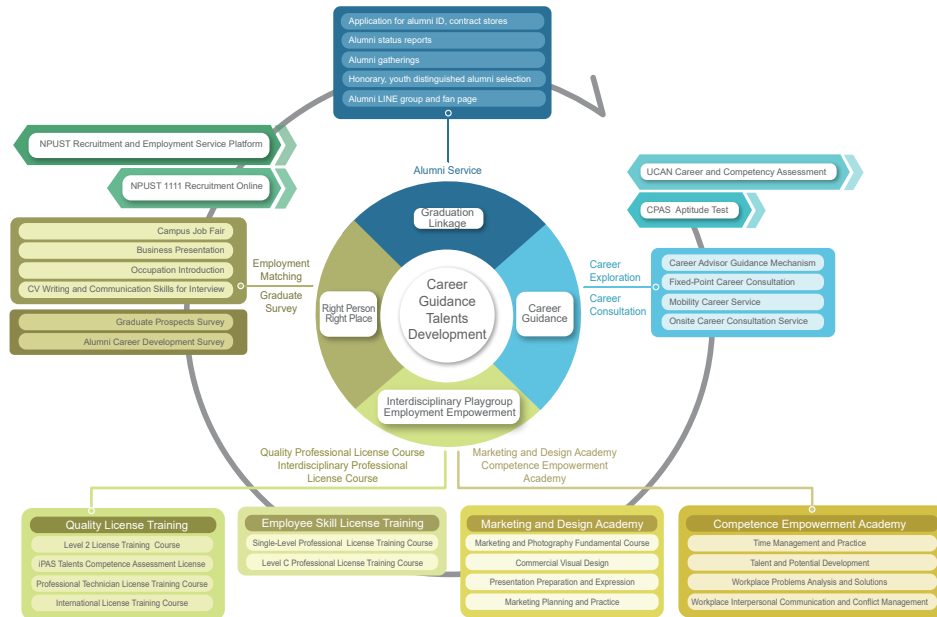 Application for alumni ID, contract stores
Alumni status reports
Alumni gatherings
Honorary, youth distinguished alumni selection
Alumni LINE group and fan page
NPUST Recruitment and Employment Service Platform
NPUST 1111 Recruitment Online
Alumni Service
UCAN Career and Competency Assessment
CPAS Aptitude Test
Campus Job Fair
Business Presentation
Occupation Introduction
CV Writing and Communication Skills for Interview
Graduate Prospects Survey
Alumni Career Development Survey
Employment
Matching
Graduate
Survey
Graduation
Linkage
Right Person
Right Place
Career
Guidance
Talents
Development
Career
Guidance
Interdisciplinary Playgroup
Employment Empowerment
Career
Exploration
Career
Consultation
Career Advisor Guidance Mechanism
Fixed-Point Career Consultation
Mobility Career Service
Onsite Career Consultation Service
Quality Professional License Course
Interdisciplinary Professional
License Course
Marketing and Design Academy
Competence Empowerment
Academy
Quality License Training
Level 2 License Training Course
iPAS Talents Competence Assessment License
Professional Technician License Training Course
International License Training Course
Employee Skill License Training
Single-Level Professional License Training Course
Level C Professional License Training Course
Marketing and Design Academy
Marketing and Photography Fundamental Course
Commercial Visual Design
Presentation Preparation and Expression
Marketing Planning and Practice
Competence Empowerment Academy
Time Management and Practice
Talent and Potential Development
Workplace Problems Analysis and Solutions
Workplace Interpersonal Communication and Conflict Management